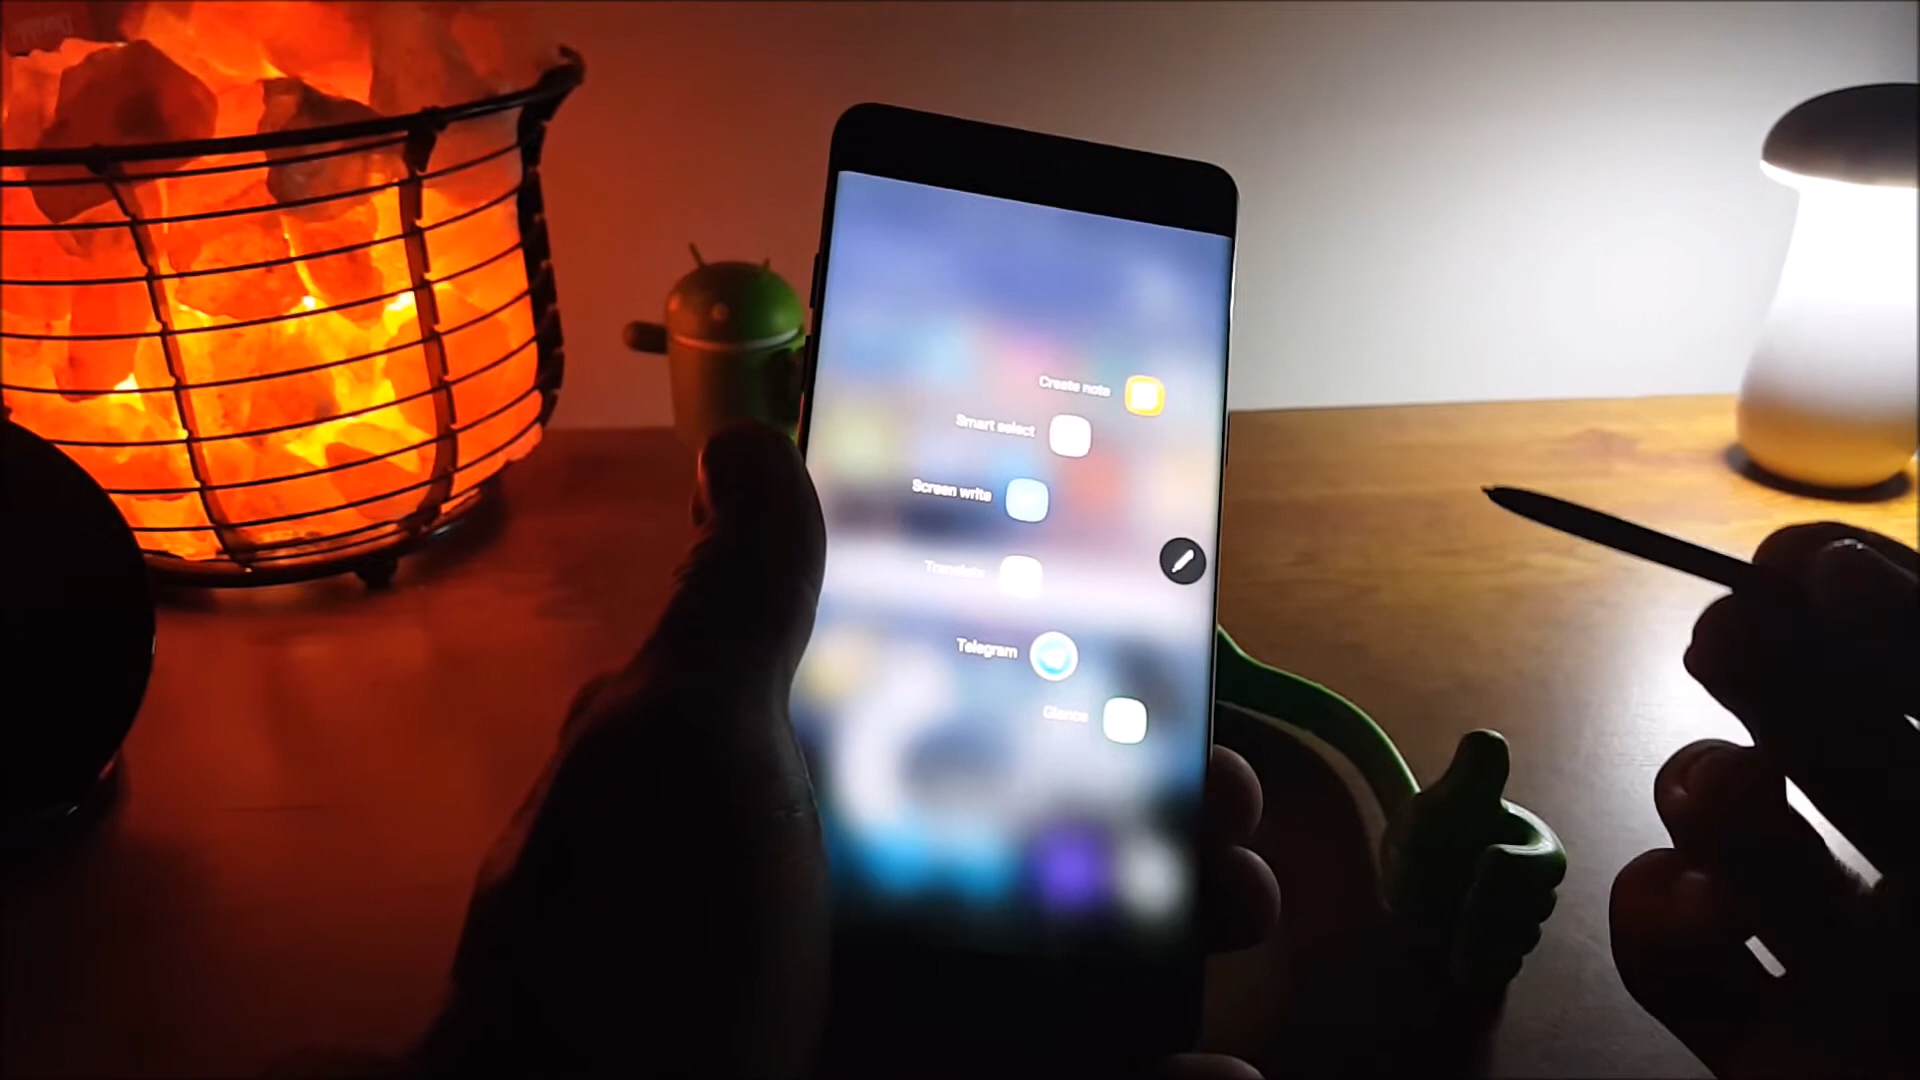 Create note
Smart select
Screen write
Translate
Telegram
Glance